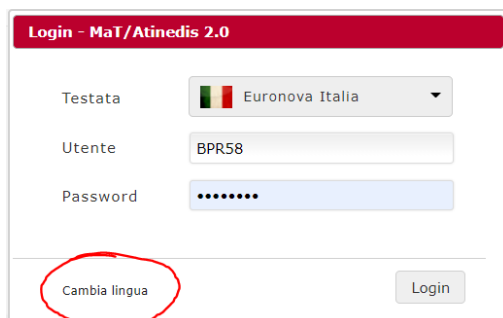 Login - MaT/Atinedis 2.0
Testata Euronova Italia
Utente BPR58
Password ••••••••
Cambia lingua Login